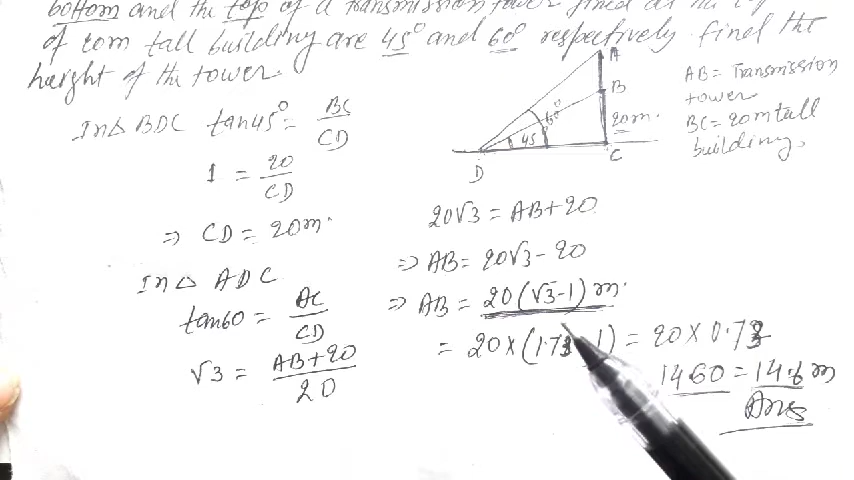 bottom and the top of a transmission tower fixed at the top
of 20m tall building are 45° and 60° respectively. find the
height of the tower.
In△ BDC tan45° = BC/CD
1 = 20/CD
⇒ CD = 20m.
In△ ADC
tan60 = AC/CD
√3 = AB+20/20
A
B
20m.
60°
45
D
C
AB = Transmission
tower
BC = 20m tall
building.
20√3 = AB+20
⇒ AB = 20√3 - 20
⇒ AB = 20(√3-1) m.
= 20 × (1.73 - 1) = 20 × 0.73
1460 = 14.6 m
Ans